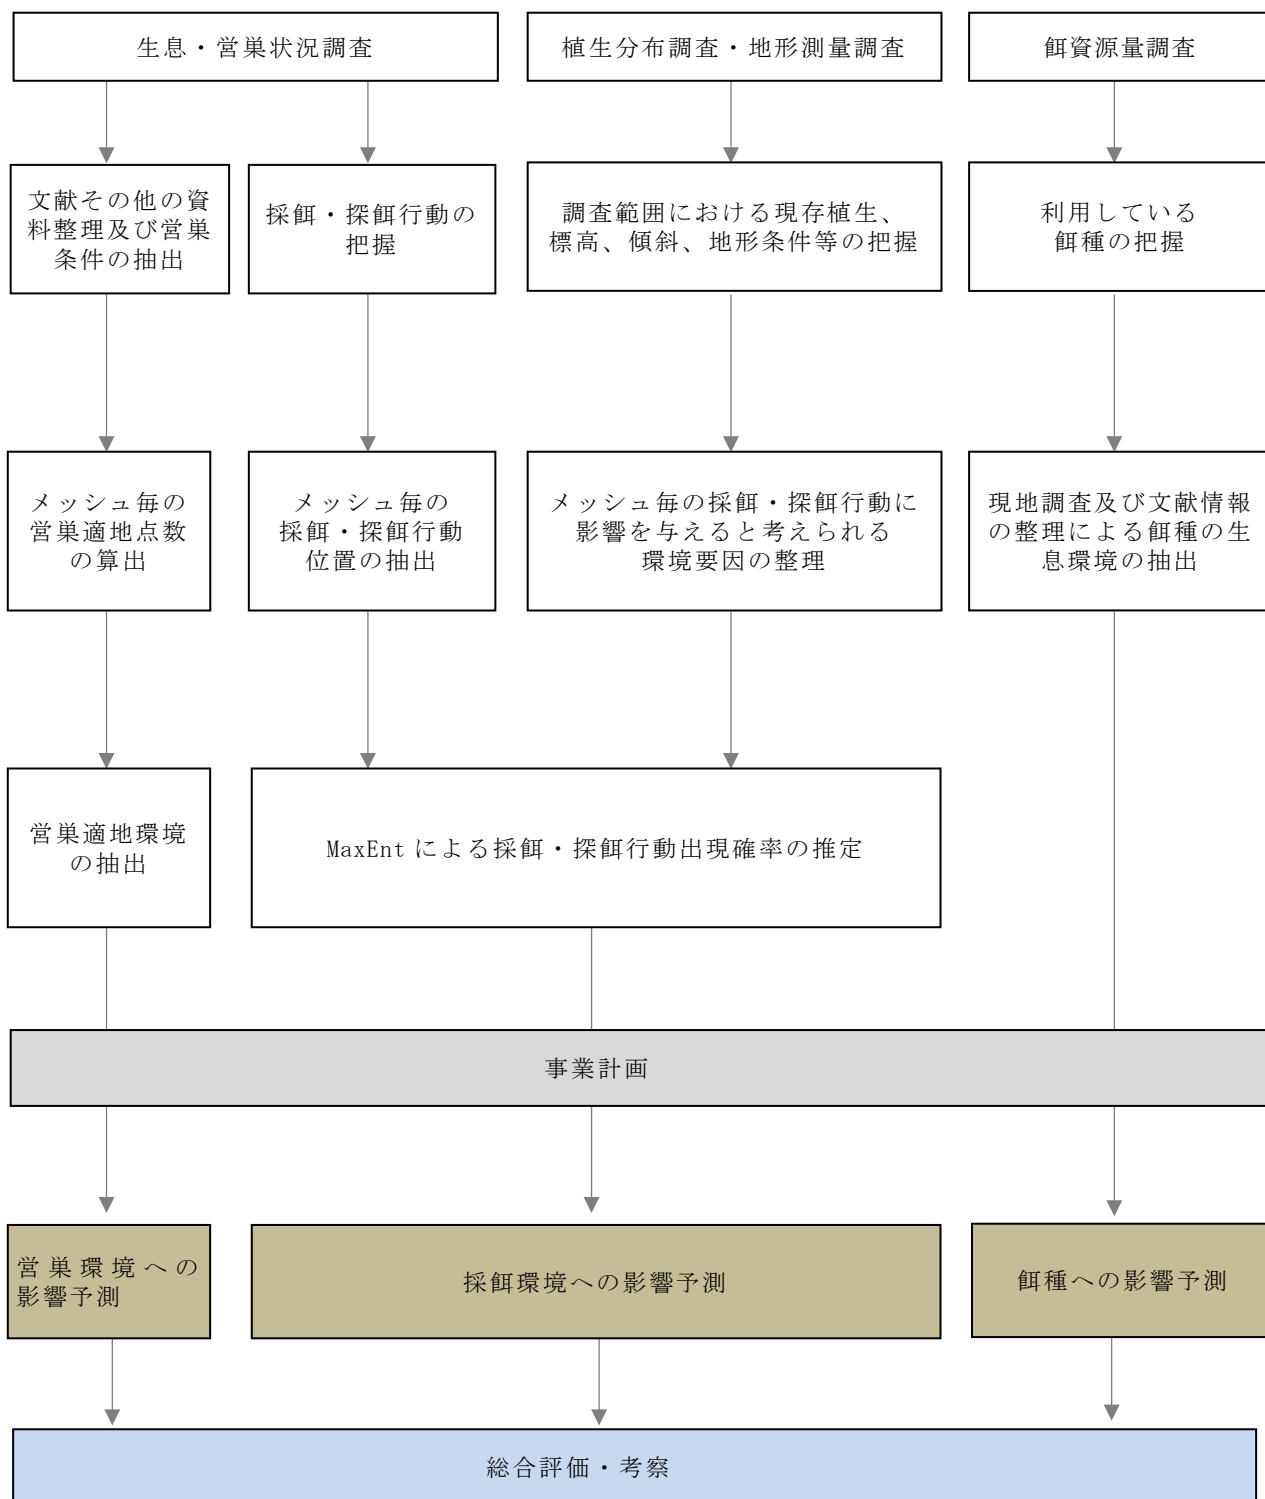 生息・営巣状況調査
植生分布調査・地形測量調査
餌資源量調査
文献その他の資
料整理及び営巣
条件の抽出
採餌・探餌行動の
把握
調査範囲における現存植生、
標高、傾斜、地形条件等の把握
利用している
餌種の把握
メッシュ毎の
営巣適地点数
の算出
メッシュ毎の
採餌・探餌行動
位置の抽出
メッシュ毎の採餌・探餌行動に
影響を与えると考えられる
環境要因の整理
現地調査及び文献情報
の整理による餌種の生
息環境の抽出
営巣適地環境
の抽出
MaxEnt による採餌・探餌行動出現確率の推定
事業計画
営巣環境への
影響予測
採餌環境への影響予測
餌種への影響予測
総合評価・考察